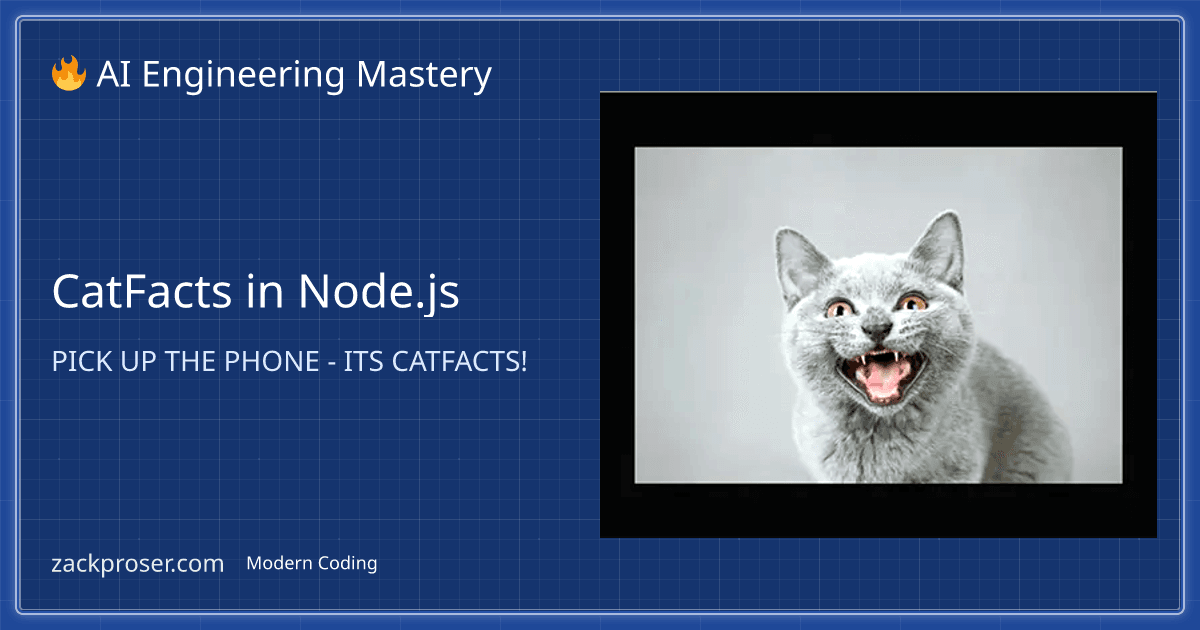 🔥 AI Engineering Mastery
CatFacts in Node.js
PICK UP THE PHONE - ITS CATFACTS!
zackproser.com Modern Coding